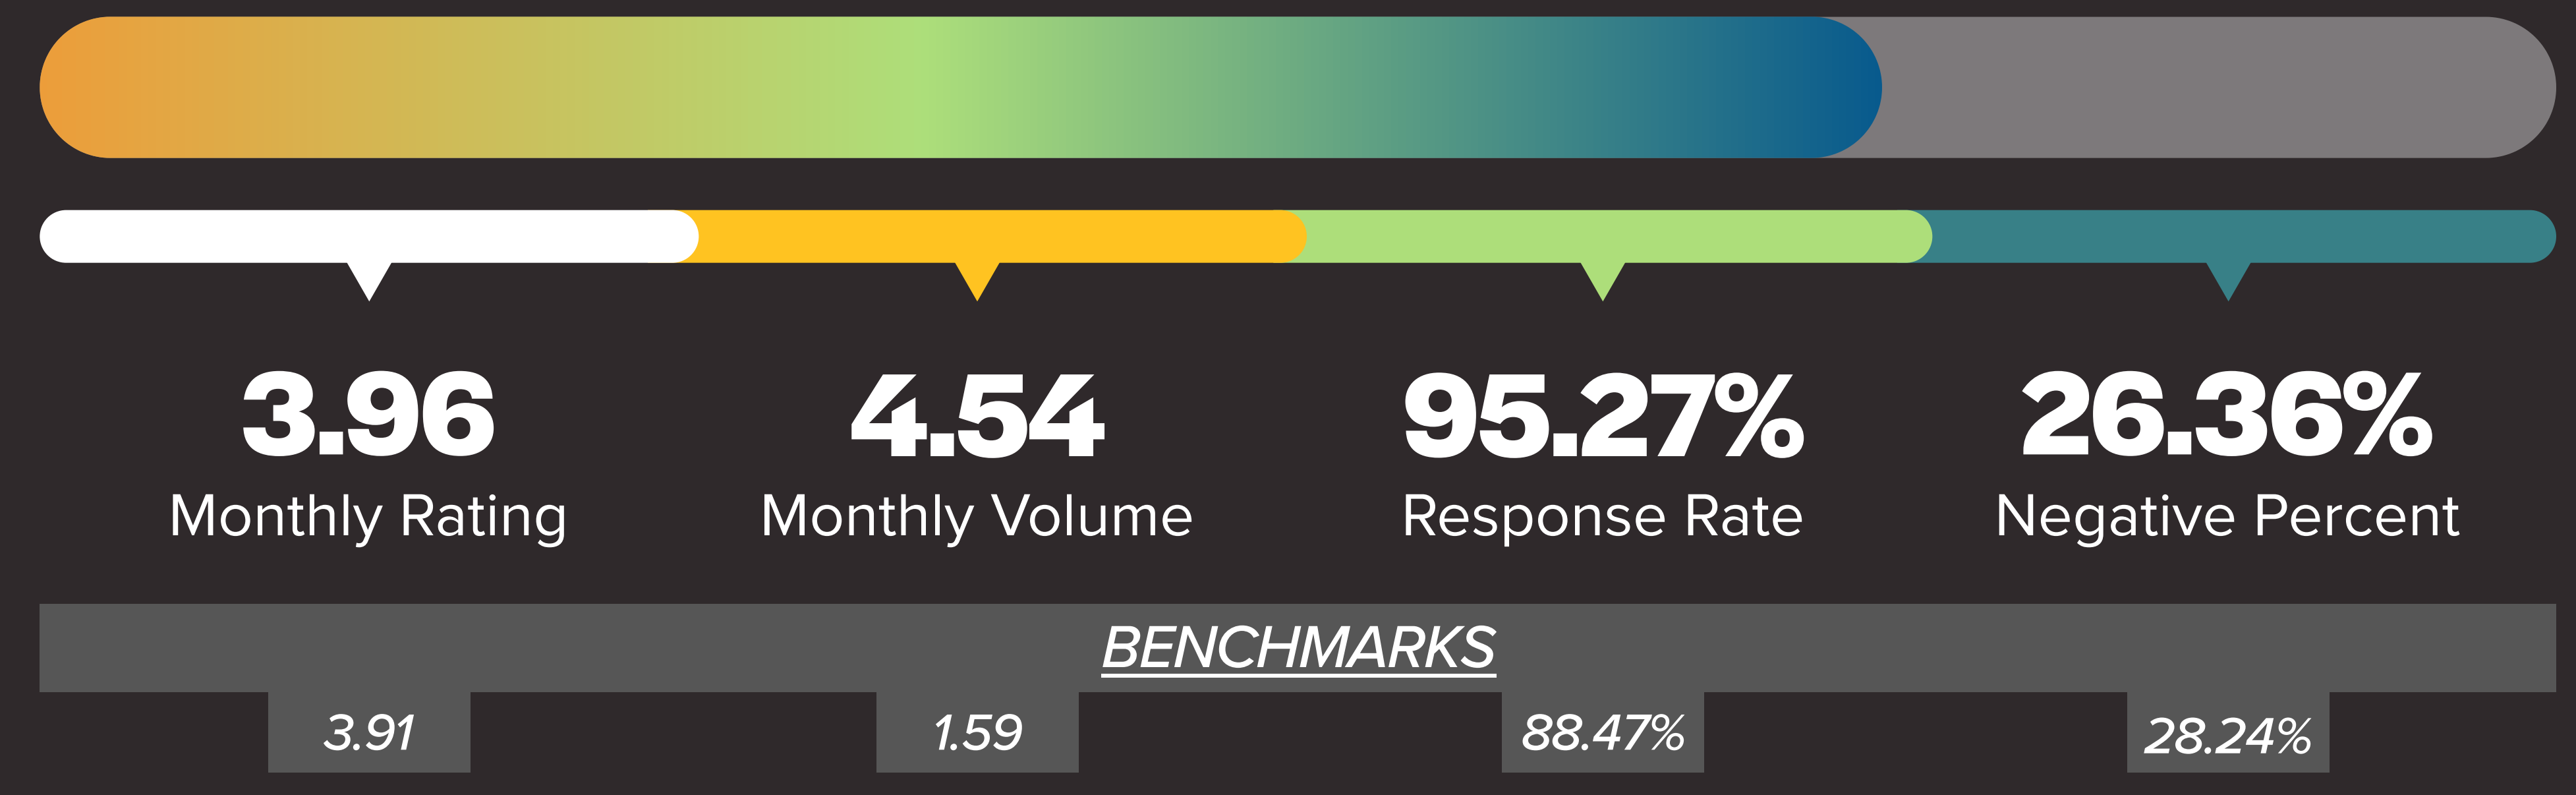 3.96 4.54 95.27% 26.36%
Monthly Rating Monthly Volume Response Rate Negative Percent
BENCHMARKS
3.91 1.59 88.47% 28.24%